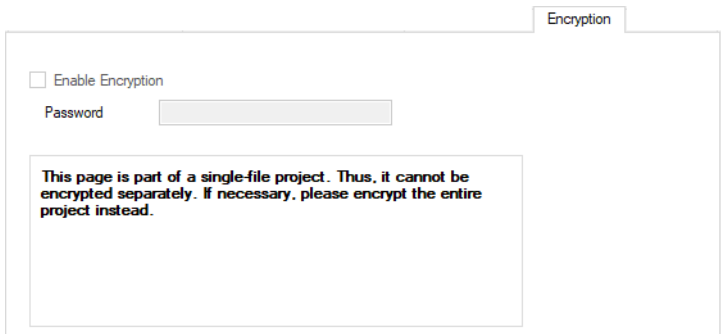 Encryption
Enable Encryption
Password
This page is part of a single-file project. Thus, it cannot be
encrypted separately. If necessary, please encrypt the entire
project instead.